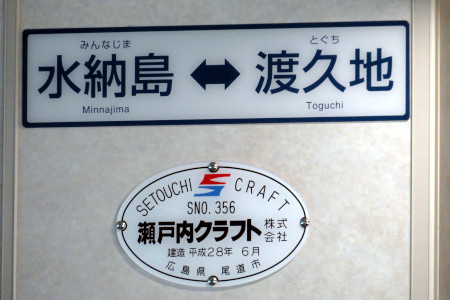 みんなじま とぐち
水納島 ↔ 渡久地
Minnajima Toguchi
SETOUCHI CRAFT
SNO. 356
瀬戸内クラフト 株式会社
建造 平成28年 6月
広島県 尾道市